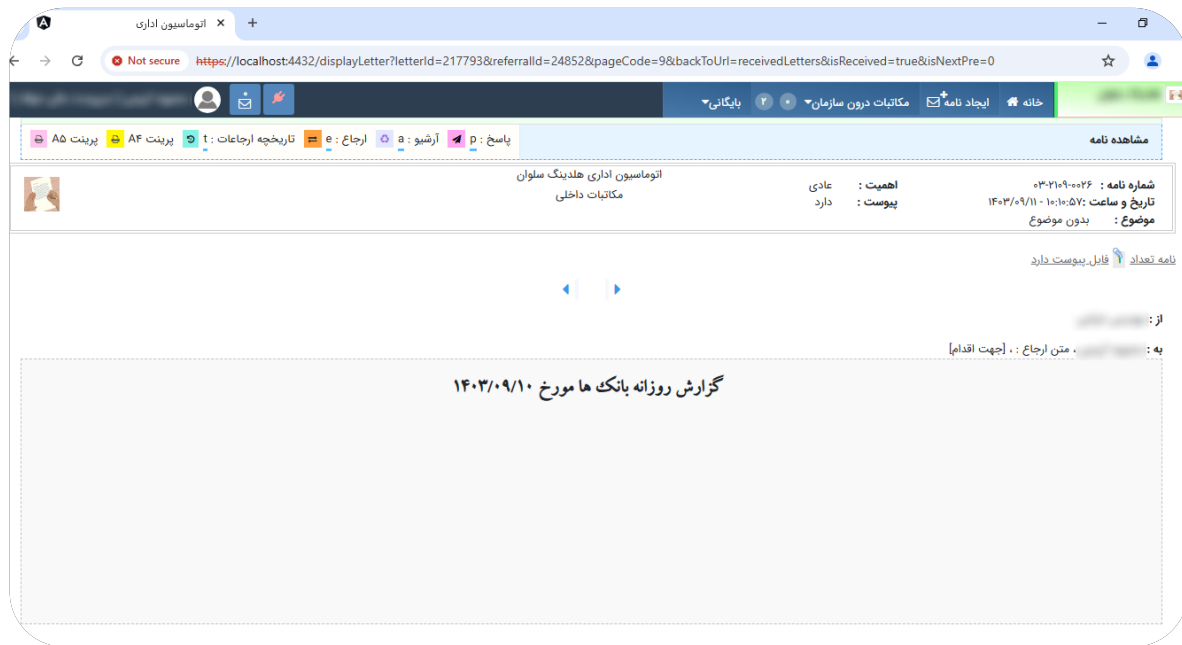 اتوماسیون اداری
Not secure https://localhost:4432/displayLetter?letterId=217793&referralId=24852&pageCode=9&backToUrl=receivedLetters&isReceived=true&isNextPre=0
خانه ایجاد نامه مکاتبات درون سازمان ۰ ۲ بایگانی
مشاهده نامه
پاسخ : p آرشیو : a ارجاع : e تاریخچه ارجاعات : t پرینت A۴ پرینت A۵
شماره نامه : ۰۳-۲۱۰۹-۰۰۲۶
تاریخ و ساعت :۱۰:۱۰:۵۷ - ۱۴۰۳/۰۹/۱۱
موضوع : بدون موضوع
اهمیت : عادی
پیوست : دارد
اتوماسیون اداری هلدینگ سلوان
مکاتبات داخلی
نامه تعداد ۱ فایل پیوست دارد
از :
به : ، متن ارجاع : ، [جهت اقدام]
گزارش روزانه بانک ها مورخ ۱۴۰۳/۰۹/۱۰